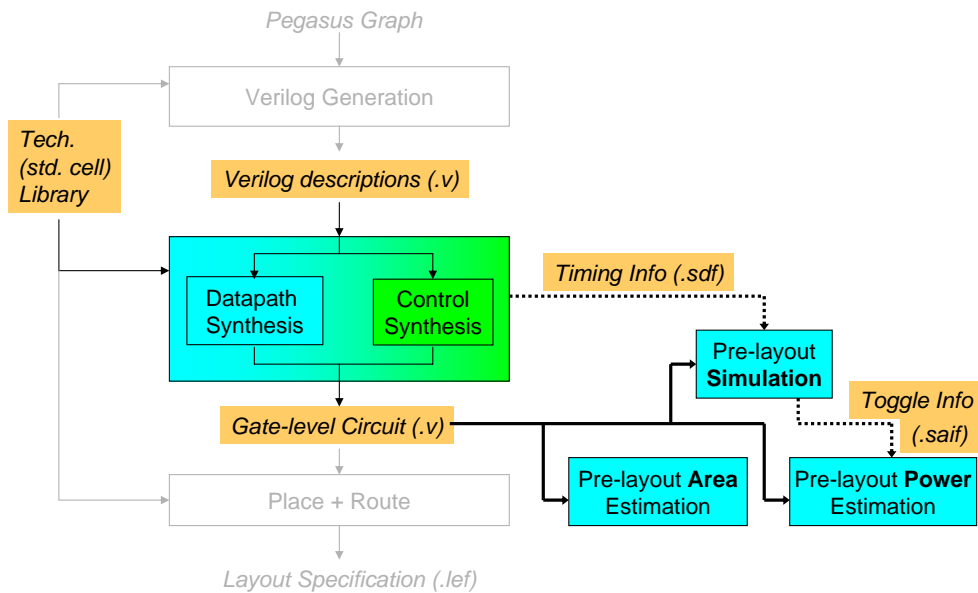 Pegasus Graph
Verilog Generation
Tech.
(std. cell)
Library
Verilog descriptions (.v)
Timing Info (.sdf)
Datapath
Synthesis
Control
Synthesis
Pre-layout
Simulation
Toggle Info
(.saif)
Gate-level Circuit (.v)
Pre-layout Area
Estimation
Pre-layout Power
Estimation
Place + Route
Layout Specification (.lef)